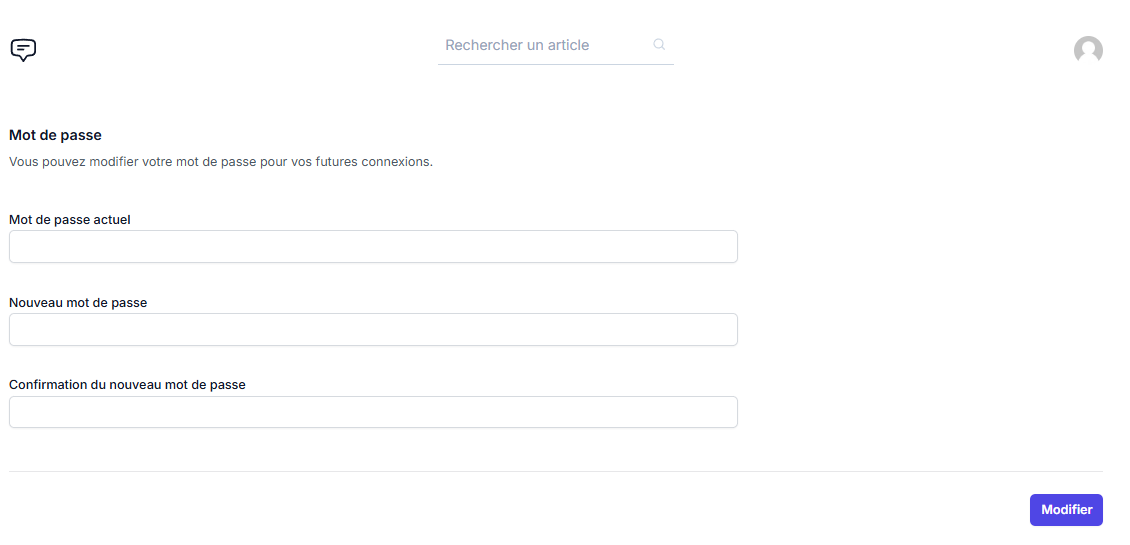 Rechercher un article
Mot de passe
Vous pouvez modifier votre mot de passe pour vos futures connexions.
Mot de passe actuel
Nouveau mot de passe
Confirmation du nouveau mot de passe
Modifier